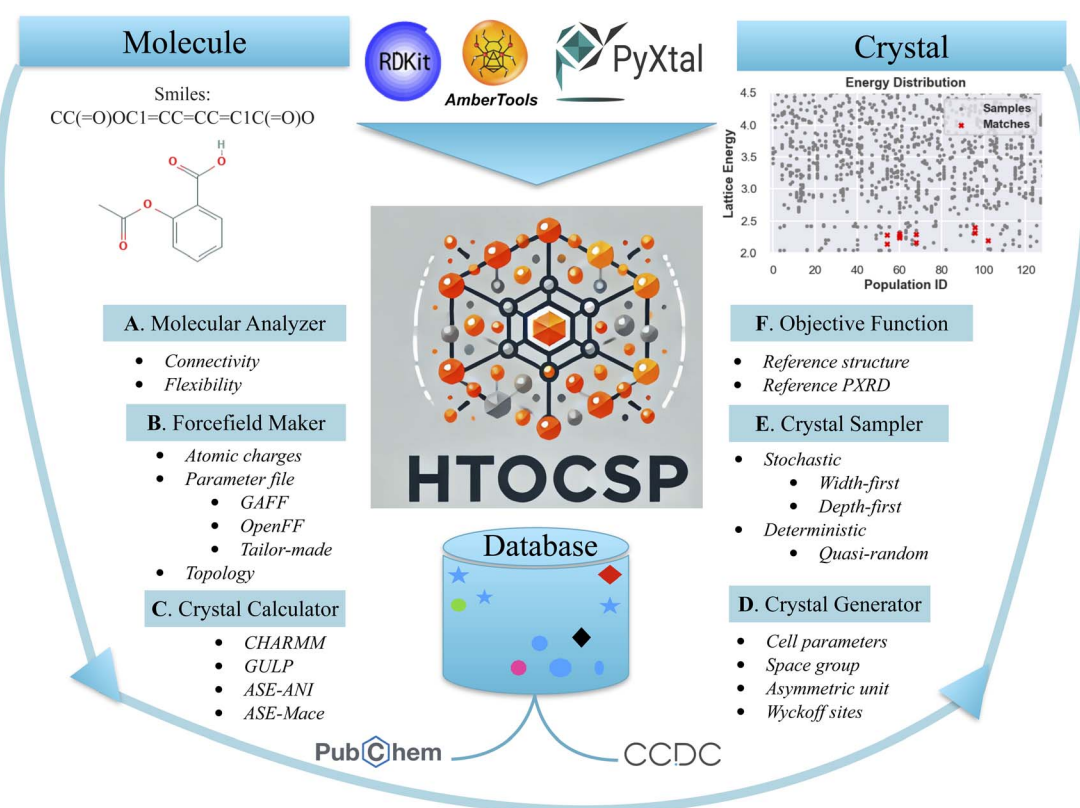 Molecule
Smiles:
CC(=O)OC1=CC=CC=C1C(=O)O
H
O
O
O
O
A. Molecular Analyzer
• Connectivity
• Flexibility
B. Forcefield Maker
• Atomic charges
• Parameter file
• GAFF
• OpenFF
• Tailor-made
• Topology
C. Crystal Calculator
• CHARMM
• GULP
• ASE-ANI
• ASE-Mace
RDKit
AmberTools
PyXtal
HTOCSP
Database
PubChem
CCDC
Crystal
Energy Distribution
Samples
Matches
Lattice Energy
4.5
4.0
3.5
3.0
2.5
2.0
0 20 40 60 80 100 120
Population ID
F. Objective Function
• Reference structure
• Reference PXRD
E. Crystal Sampler
• Stochastic
• Width-first
• Depth-first
• Deterministic
• Quasi-random
D. Crystal Generator
• Cell parameters
• Space group
• Asymmetric unit
• Wyckoff sites